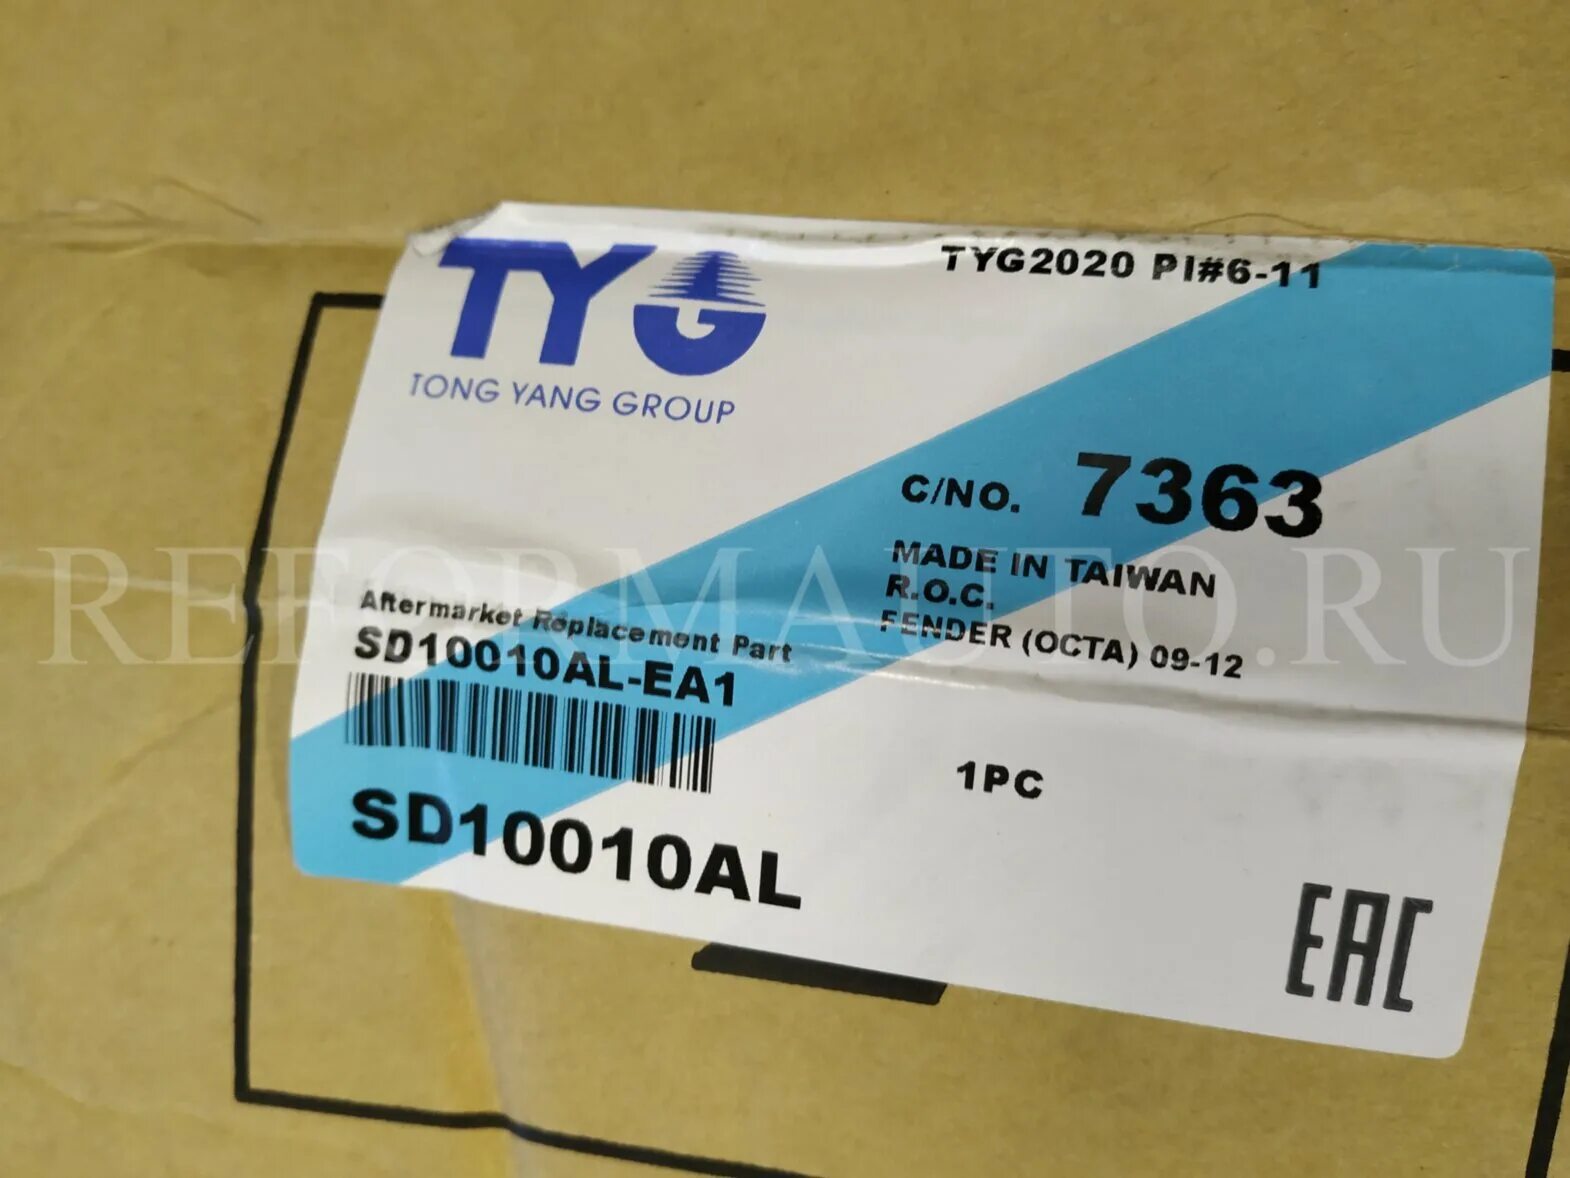 TYG
TONG YANG GROUP
TYG2020 PI#6-11
C/NO. 7363
MADE IN TAIWAN
R.O.C.
FENDER (OCTA) 09-12
Aftermarket Replacement Part
SD10010AL-EA1
1PC
SD10010AL
EAC
REFORMAUTO.RU